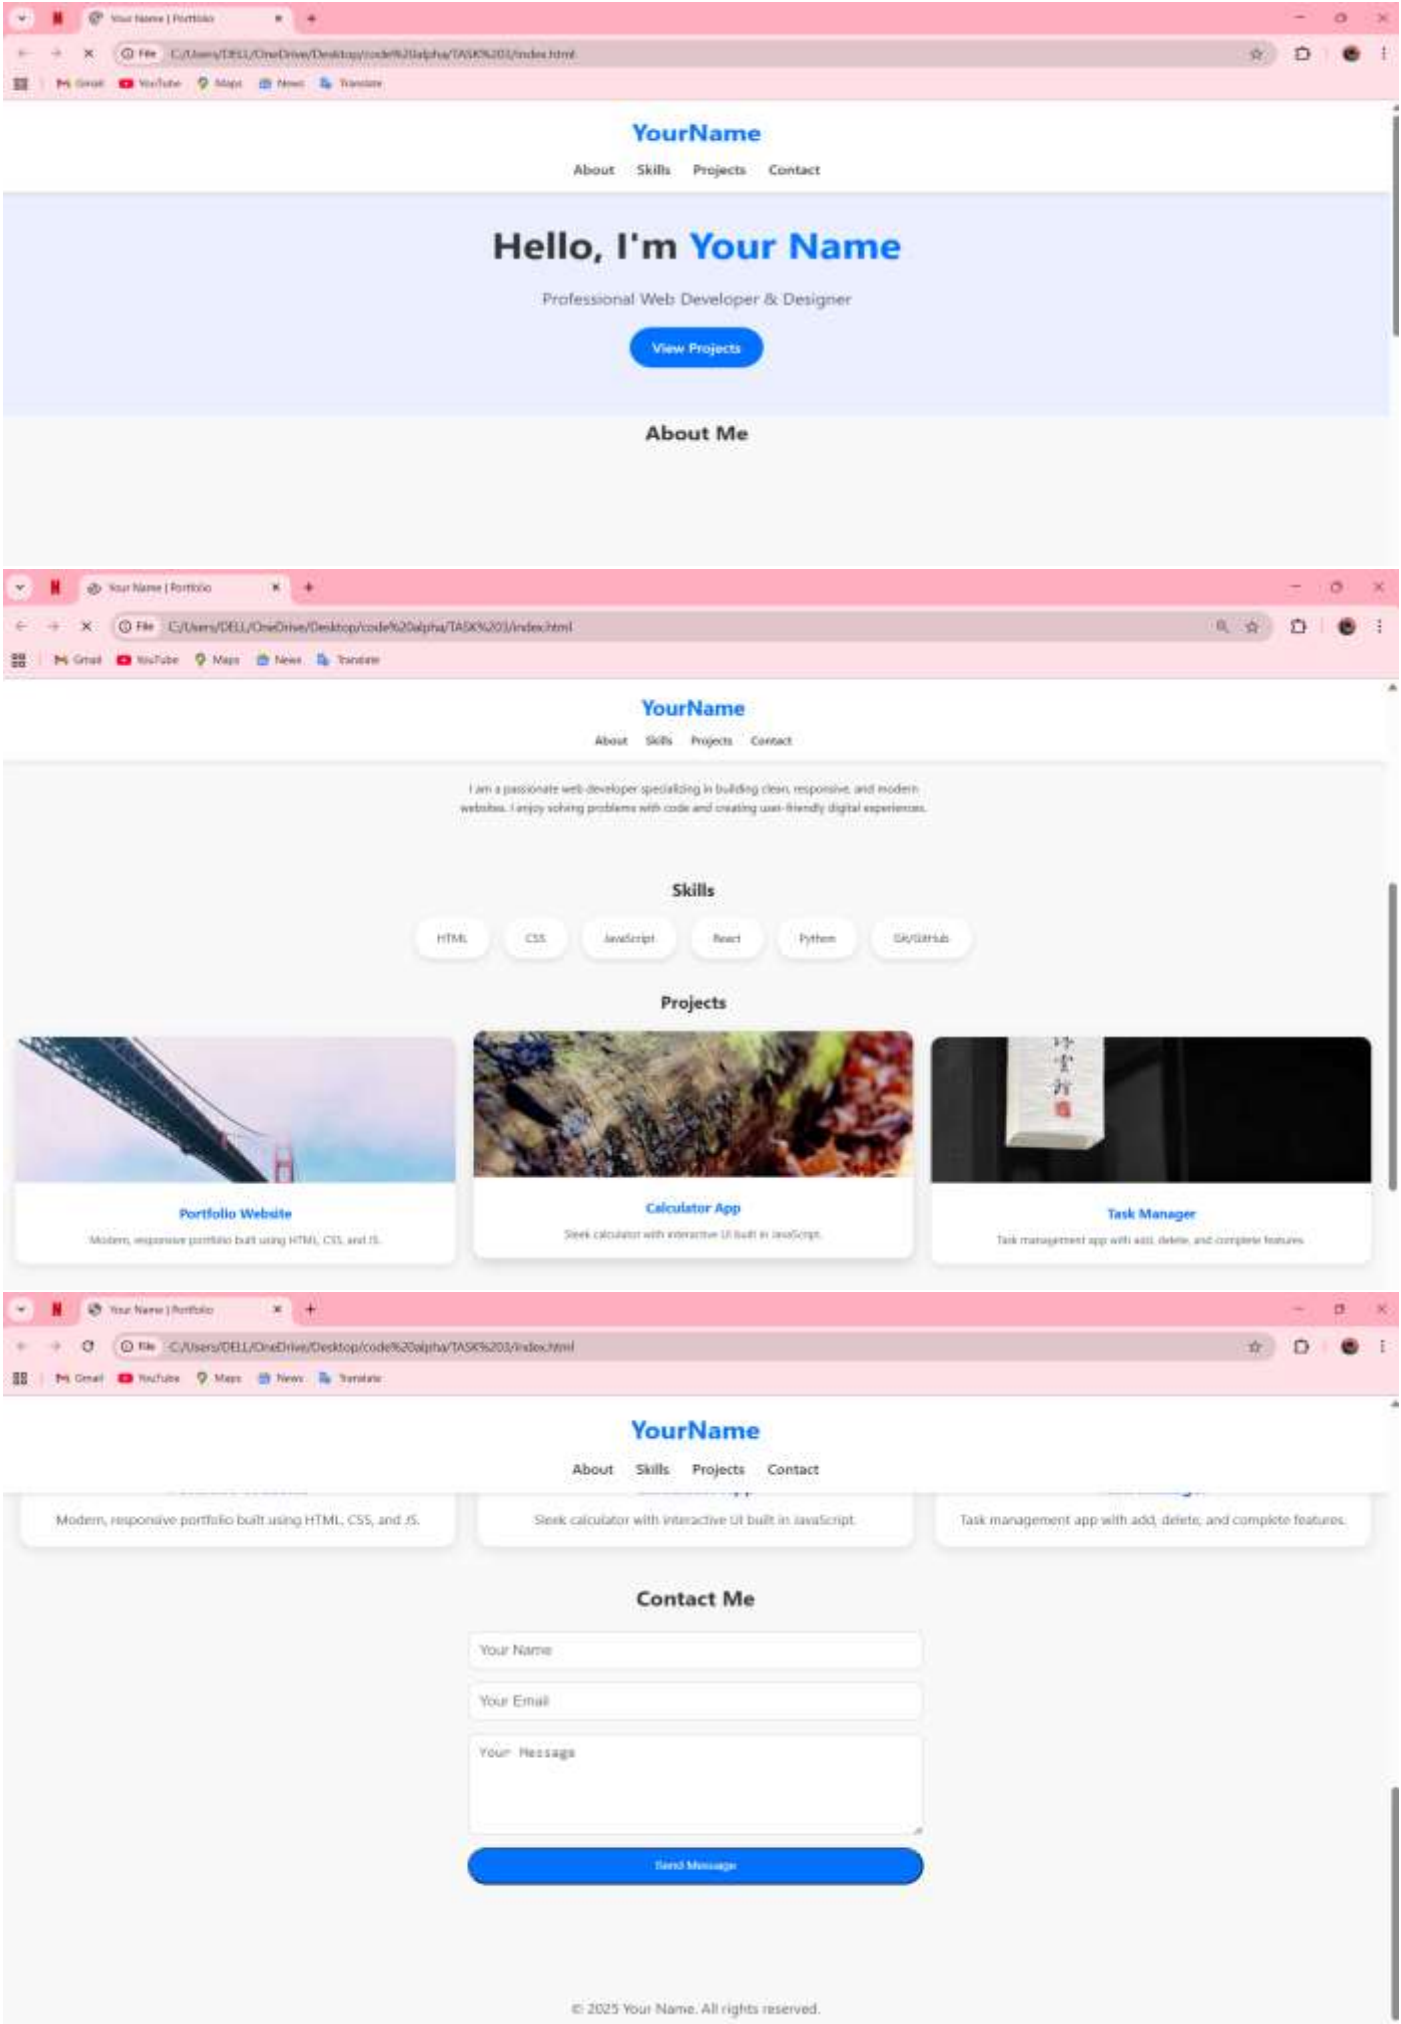 Your Name | Portfolio
File C:/Users/DELL/OneDrive/Desktop/code%20alpha/TASK%203/index.html
Gmail YouTube Maps News Translate
YourName
About Skills Projects Contact
Hello, I'm Your Name
Professional Web Developer & Designer
View Projects
About Me
Your Name | Portfolio
File C:/Users/DELL/OneDrive/Desktop/code%20alpha/TASK%203/index.html
Gmail YouTube Maps News Translate
YourName
About Skills Projects Contact
I am a passionate web developer specializing in building clean, responsive, and modern
websites. I enjoy solving problems with code and creating user-friendly digital experiences.
Skills
HTML CSS JavaScript React Python Git/GitHub
Projects
Portfolio Website
Modern, responsive portfolio built using HTML, CSS, and JS.
Calculator App
Sleek calculator with interactive UI built in JavaScript.
Task Manager
Task management app with add, delete, and complete features.
Your Name | Portfolio
File C:/Users/DELL/OneDrive/Desktop/code%20alpha/TASK%203/index.html
Gmail YouTube Maps News Translate
YourName
About Skills Projects Contact
Modern, responsive portfolio built using HTML, CSS, and JS.
Sleek calculator with interactive UI built in JavaScript.
Task management app with add, delete, and complete features.
Contact Me
Your Name
Your Email
Your Message
Send Message
© 2025 Your Name. All rights reserved.